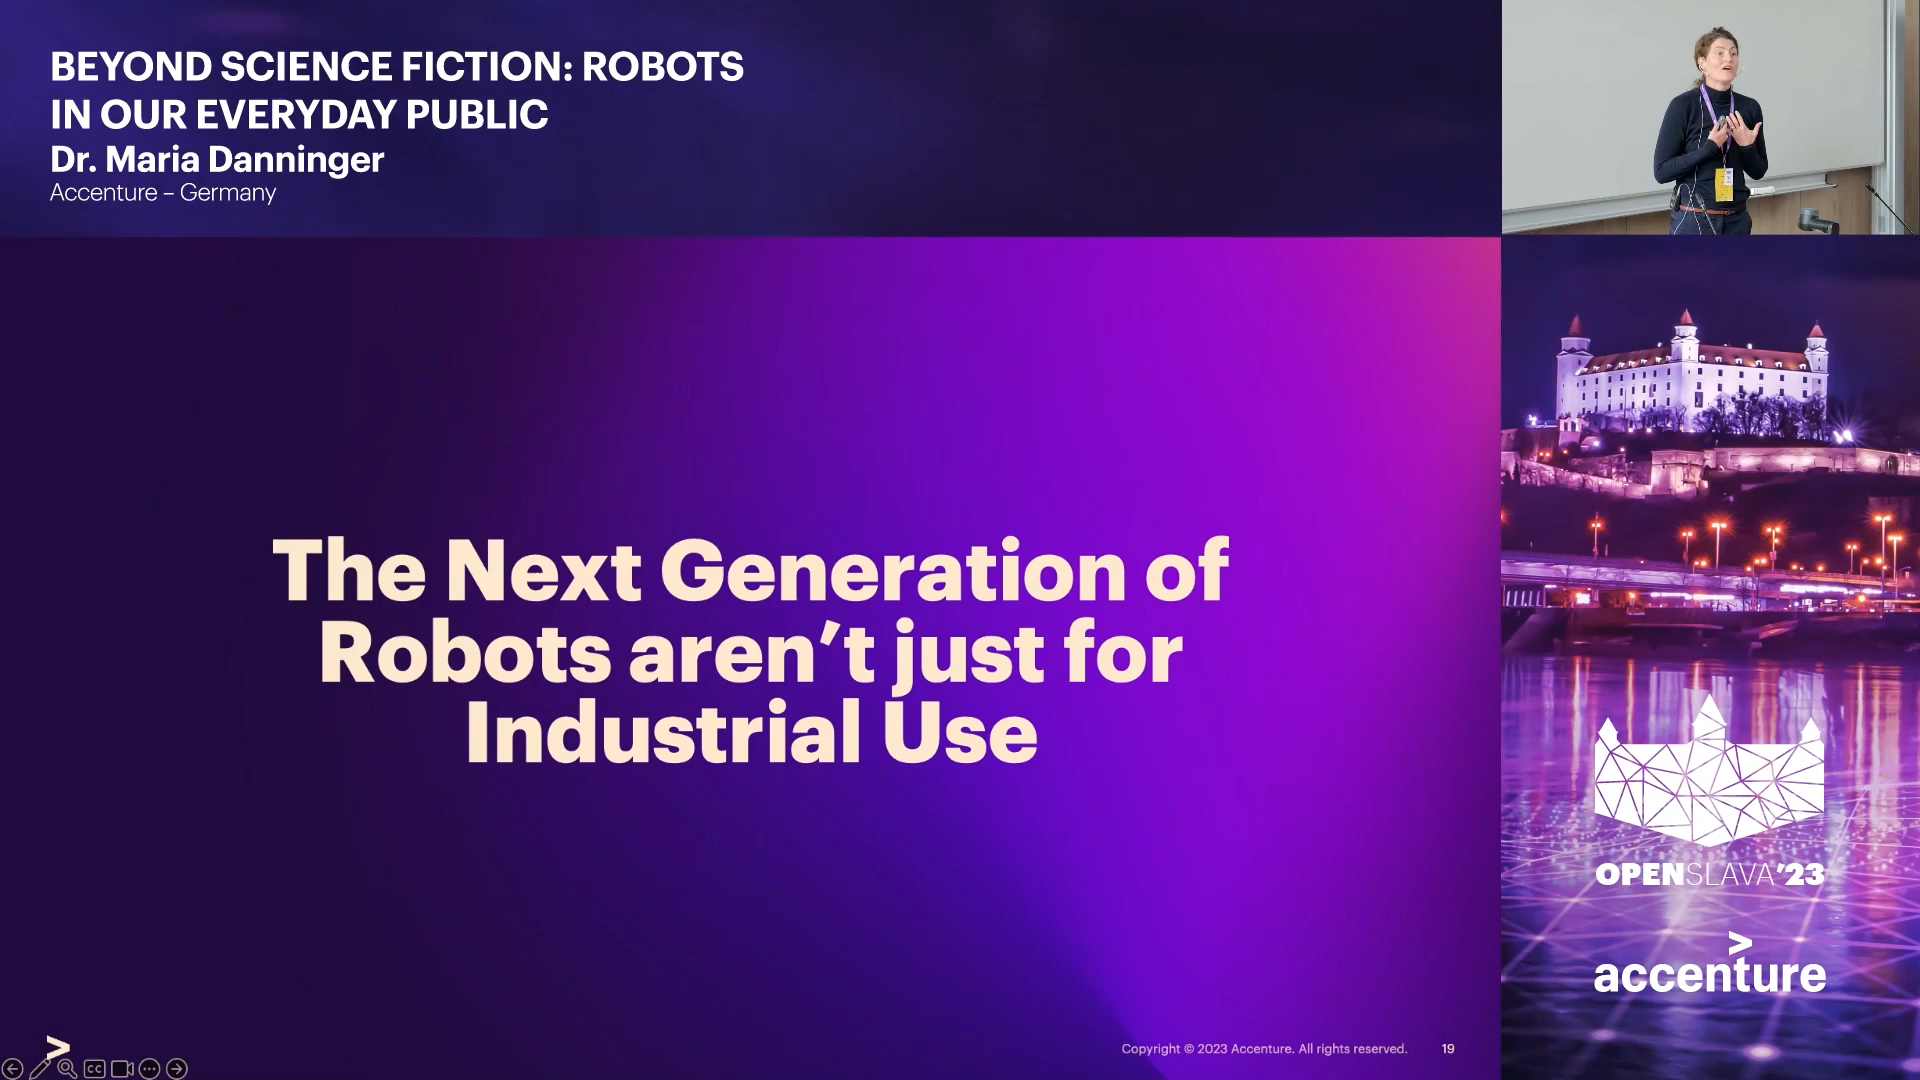 BEYOND SCIENCE FICTION: ROBOTS
IN OUR EVERYDAY PUBLIC
Dr. Maria Danninger
Accenture – Germany
The Next Generation of
Robots aren’t just for
Industrial Use
OPENSLAVA’23
>
accenture
>
Copyright © 2023 Accenture. All rights reserved. 19
CC